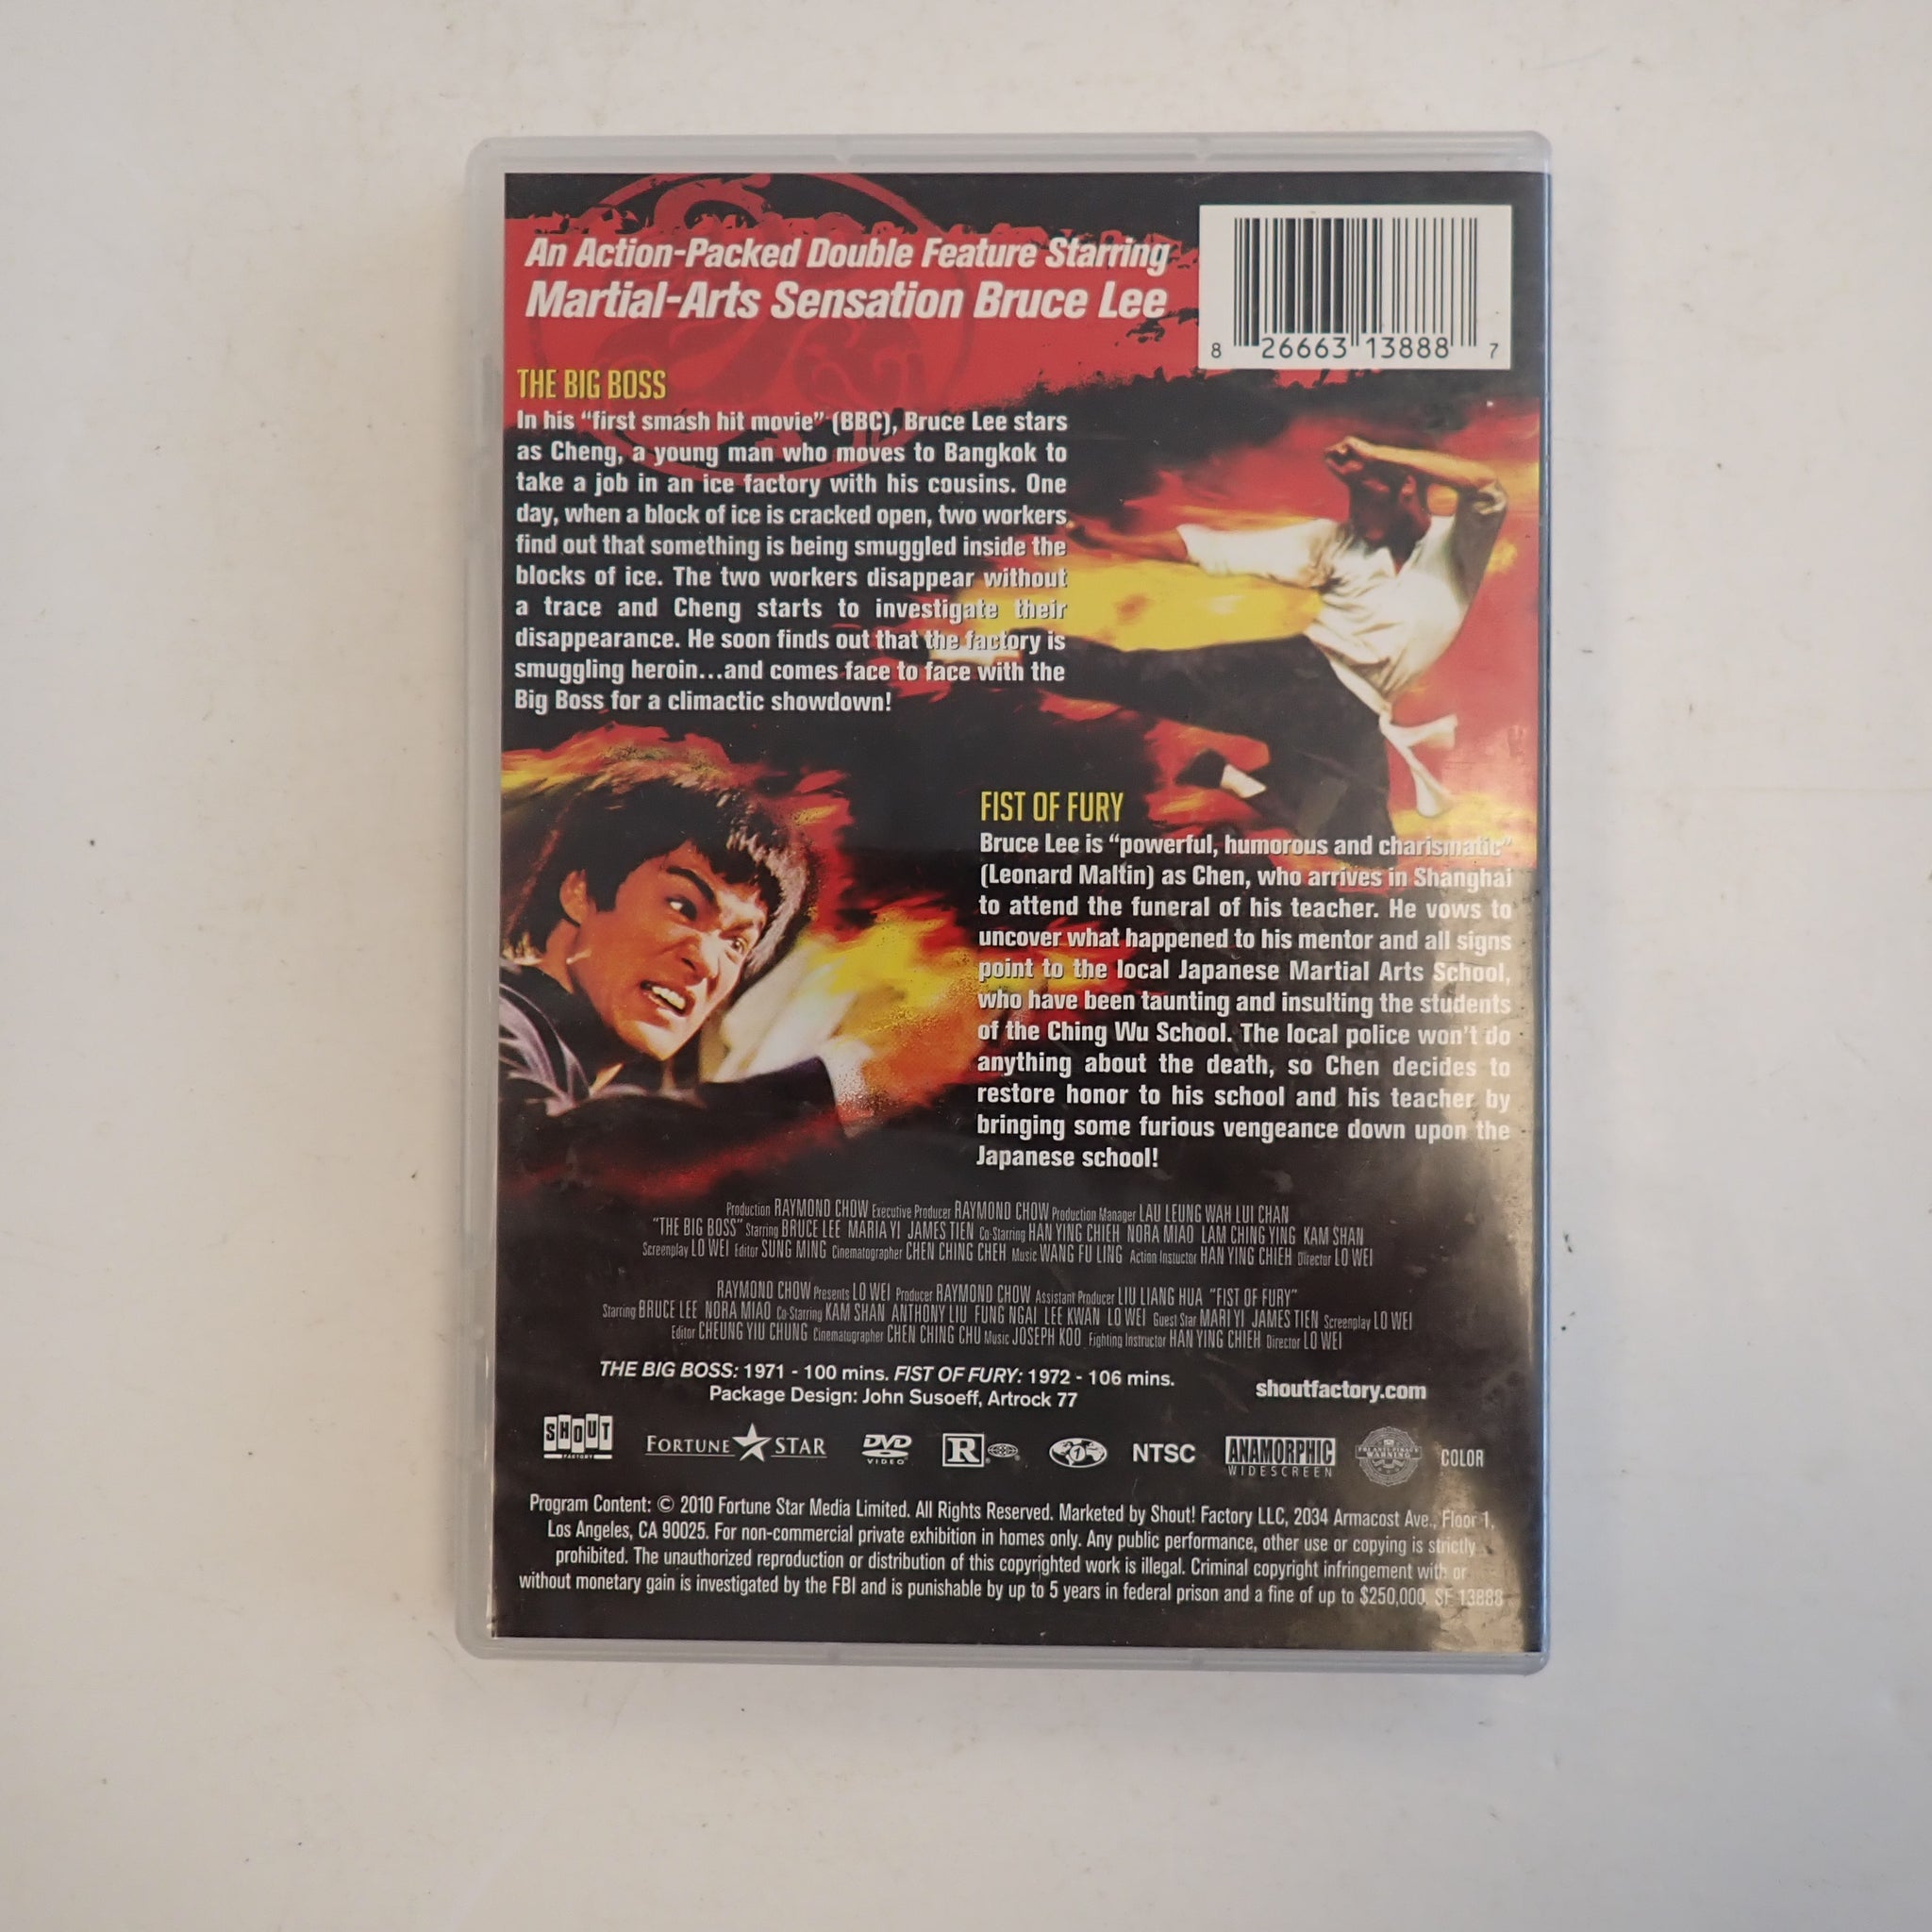 An Action-Packed Double Feature Starring
Martial-Arts Sensation Bruce Lee
8 26663 13888 7
THE BIG BOSS
In his “first smash hit movie” (BBC), Bruce Lee stars
as Cheng, a young man who moves to Bangkok to
take a job in an ice factory with his cousins. One
day, when a block of ice is cracked open, two workers
find out that something is being smuggled inside the
blocks of ice. The two workers disappear without
a trace and Cheng starts to investigate their
disappearance. He soon finds out that the factory is
smuggling heroin...and comes face to face with the
Big Boss for a climactic showdown!
FIST OF FURY
Bruce Lee is “powerful, humorous and charismatic”
(Leonard Maltin) as Chen, who arrives in Shanghai
to attend the funeral of his teacher. He vows to
uncover what happened to his mentor and all signs
point to the local Japanese Martial Arts School,
who have been taunting and insulting the students
of the Ching Wu School. The local police won't do
anything about the death, so Chen decides to
restore honor to his school and his teacher by
bringing some furious vengeance down upon the
Japanese school!
Production RAYMOND CHOW Executive Producer RAYMOND CHOW Production Manager LAU LEUNG WAH LUI CHAN
“THE BIG BOSS” Starring BRUCE LEE MARIA YI JAMES TIEN Co-Starring HAN YING CHIEH NORA MIAO LAM CHING YING KAM SHAN
Screenplay LO WEI Editor SUNG MING Cinematographer CHEN CHING CHEH Music WANG FU LING Action Instuctor HAN YING CHIEH Director LO WEI
RAYMOND CHOW Presents LO WEI Producer RAYMOND CHOW Assistant Producer LIU LIANG HUA “FIST OF FURY”
Starring BRUCE LEE NORA MIAO Co-Starring KAM SHAN ANTHONY LIU FUNG NGAI LEE KWAN LO WEI Guest Star MARI YI JAMES TIEN Screenplay LO WEI
Editor CHEUNG YIU CHUNG Cinematographer CHEN CHING CHU Music JOSEPH KOO Fighting Instructor HAN YING CHIEH Director LO WEI
THE BIG BOSS: 1971 - 100 mins. FIST OF FURY: 1972 - 106 mins.
Package Design: John Susoeff, Artrock 77
shoutfactory.com
SHOUT FACTORY
FORTUNE STAR
DVD VIDEO
R
1
NTSC
ANAMORPHIC WIDESCREEN
FBI ANTI-PIRACY WARNING
COLOR
Program Content: © 2010 Fortune Star Media Limited. All Rights Reserved. Marketed by Shout! Factory LLC, 2034 Armacost Ave., Floor 1,
Los Angeles, CA 90025. For non-commercial private exhibition in homes only. Any public performance, other use or copying is strictly
prohibited. The unauthorized reproduction or distribution of this copyrighted work is illegal. Criminal copyright infringement with or
without monetary gain is investigated by the FBI and is punishable by up to 5 years in federal prison and a fine of up to $250,000. SF 13888